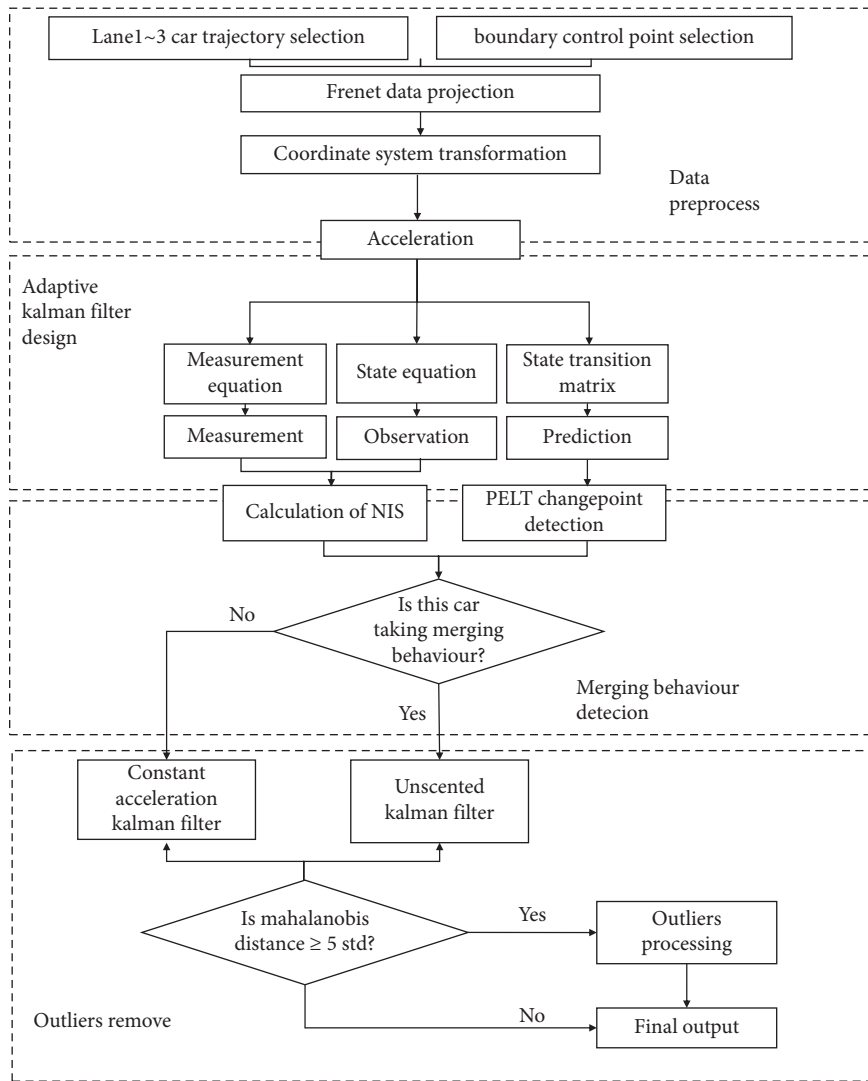 Lane1~3 car trajectory selection
boundary control point selection
Frenet data projection
Coordinate system transformation
Data
preprocess
Acceleration
Adaptive
kalman filter
design
Measurement
equation
State equation
State transition
matrix
Measurement
Observation
Prediction
Calculation of NIS
PELT changepoint
detection
Is this car
taking merging
behaviour?
No
Yes
Merging behaviour
detecion
Constant
acceleration
kalman filter
Unscented
kalman filter
Is mahalanobis
distance ≥ 5 std?
Yes
Outliers
processing
No
Final output
Outliers remove